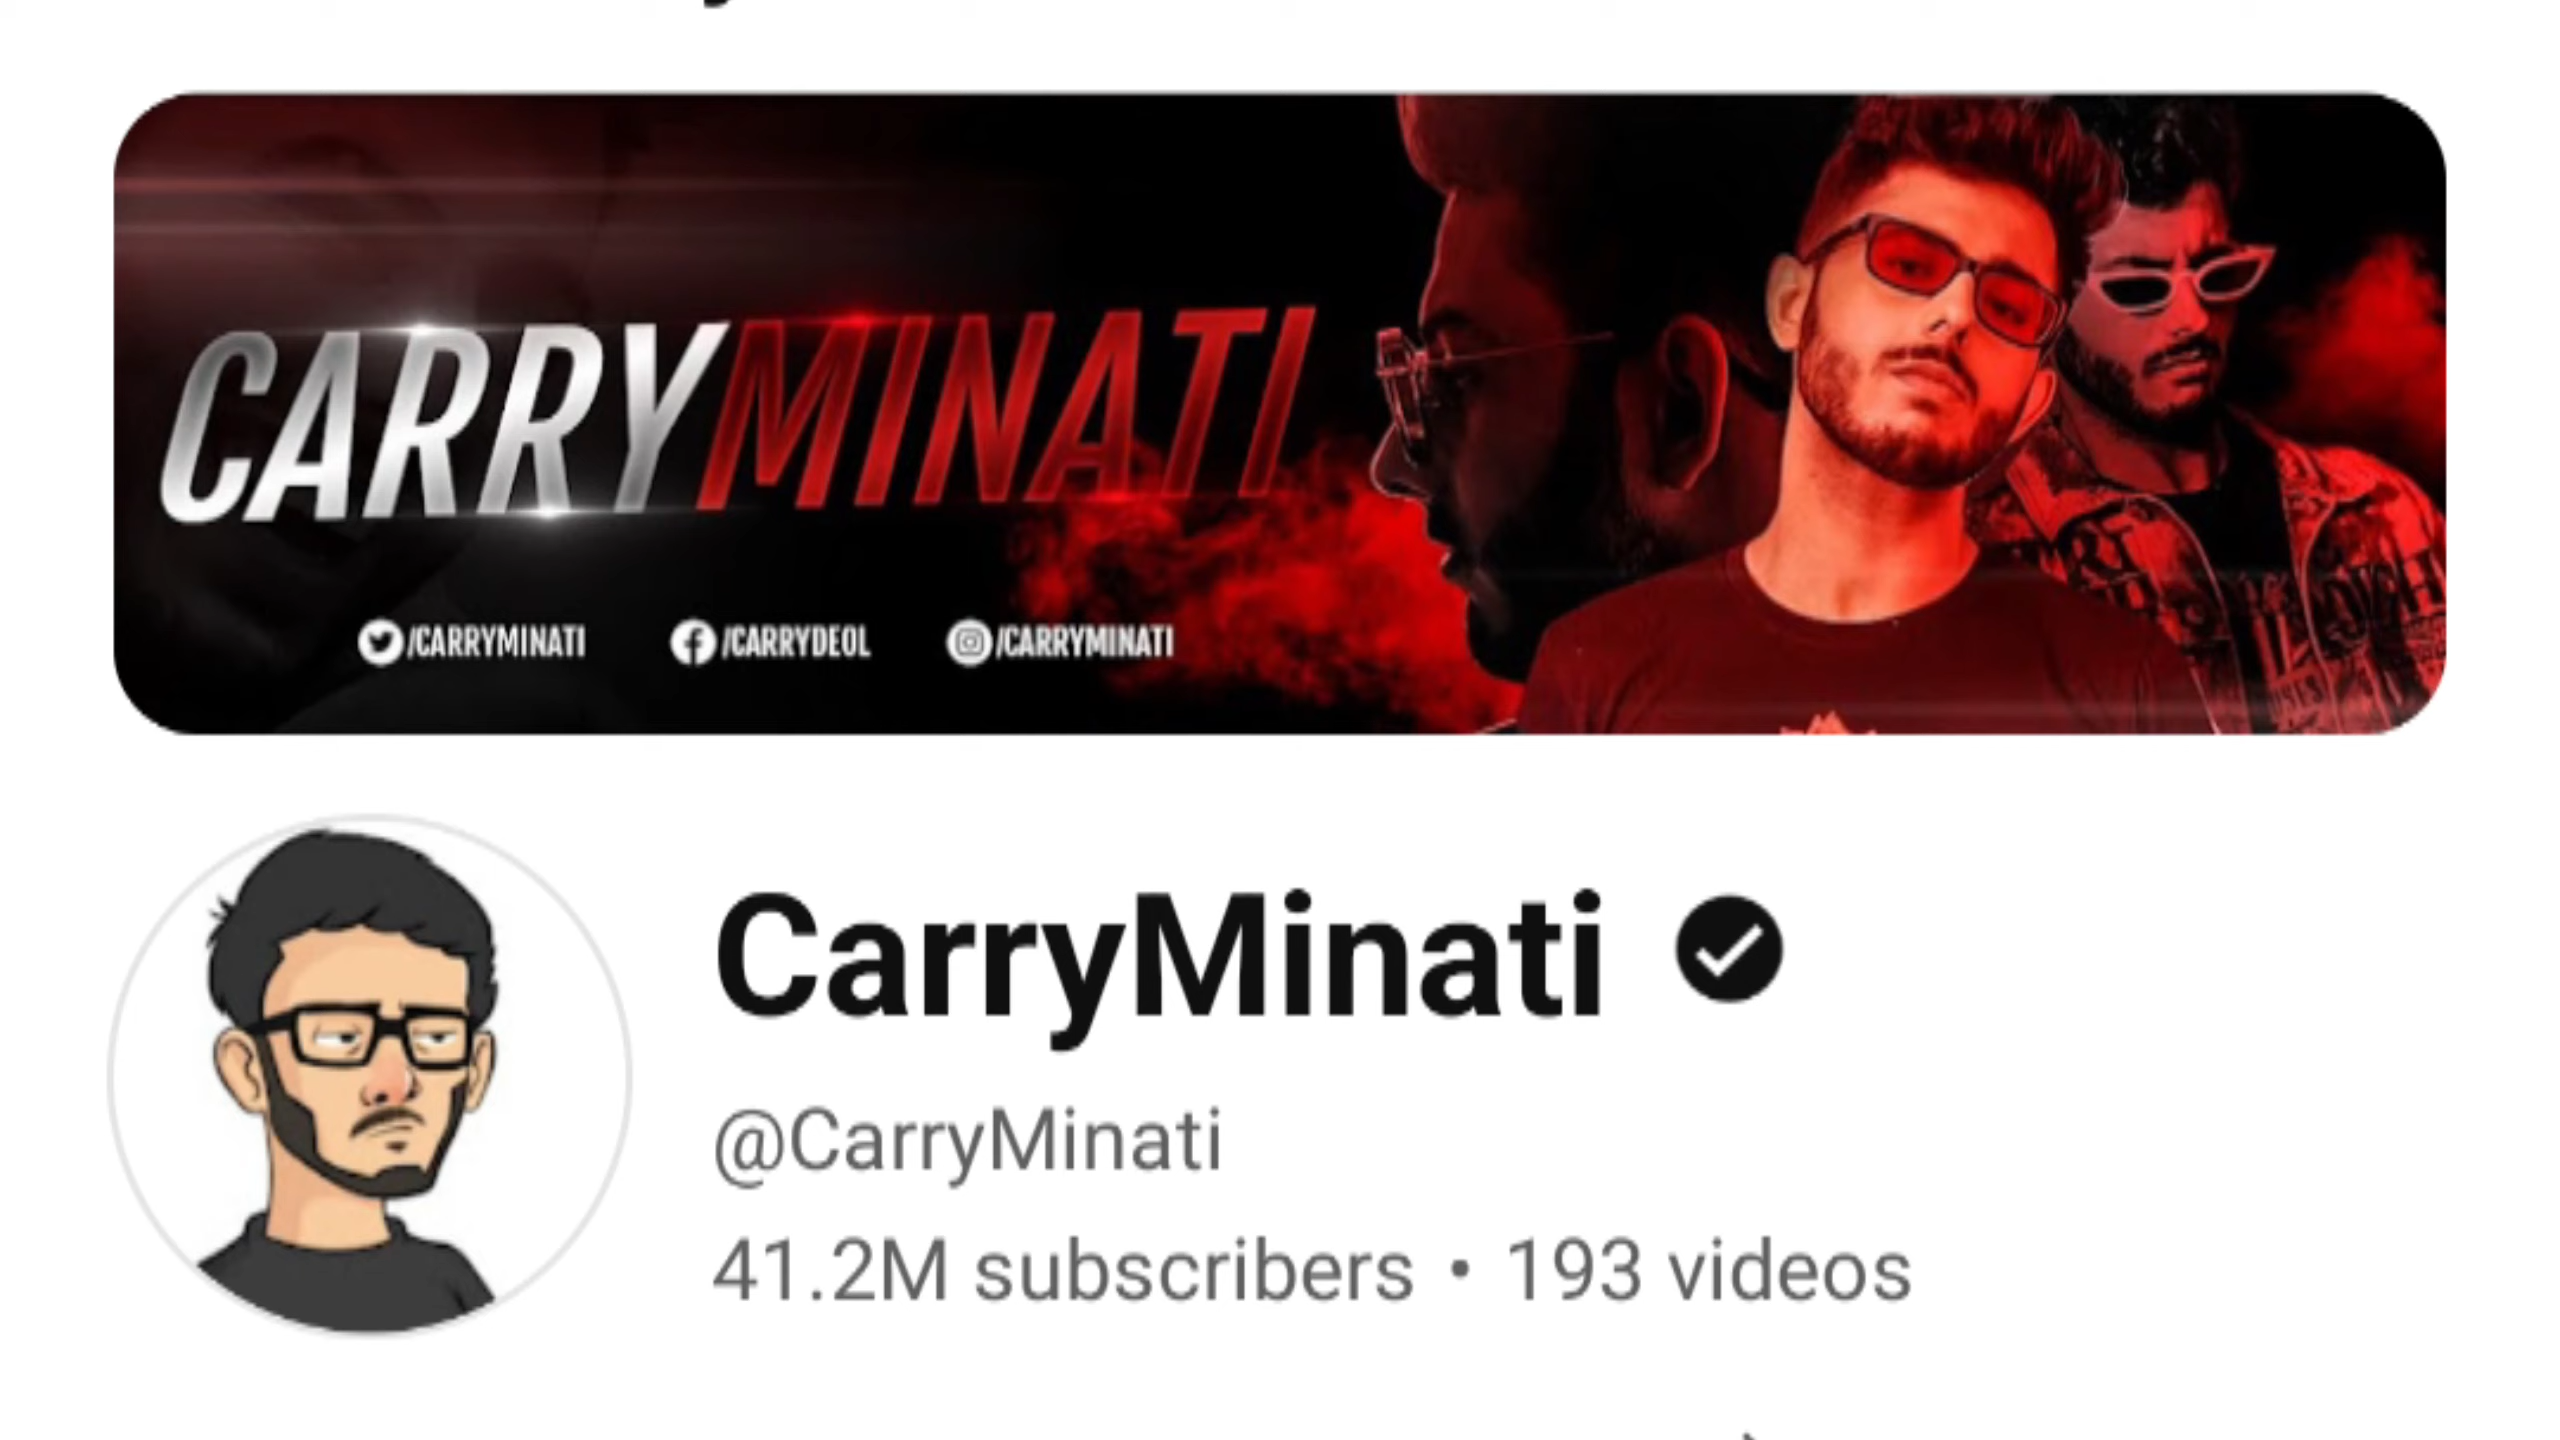 CARRYMINATI
/CARRYMINATI /CARRYDEOL /CARRYMINATI
CarryMinati
@CarryMinati
41.2M subscribers • 193 videos